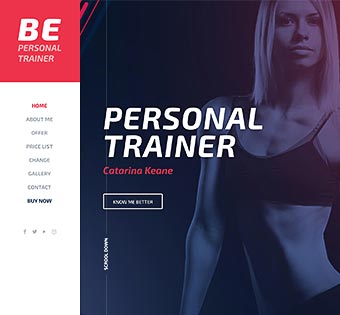 BE
PERSONAL
TRAINER
HOME
ABOUT ME
OFFER
PRICE LIST
CHANGE
GALLERY
CONTACT
BUY NOW
PERSONAL
TRAINER
Catarina Keane
KNOW ME BETTER
SCROOL DOWN